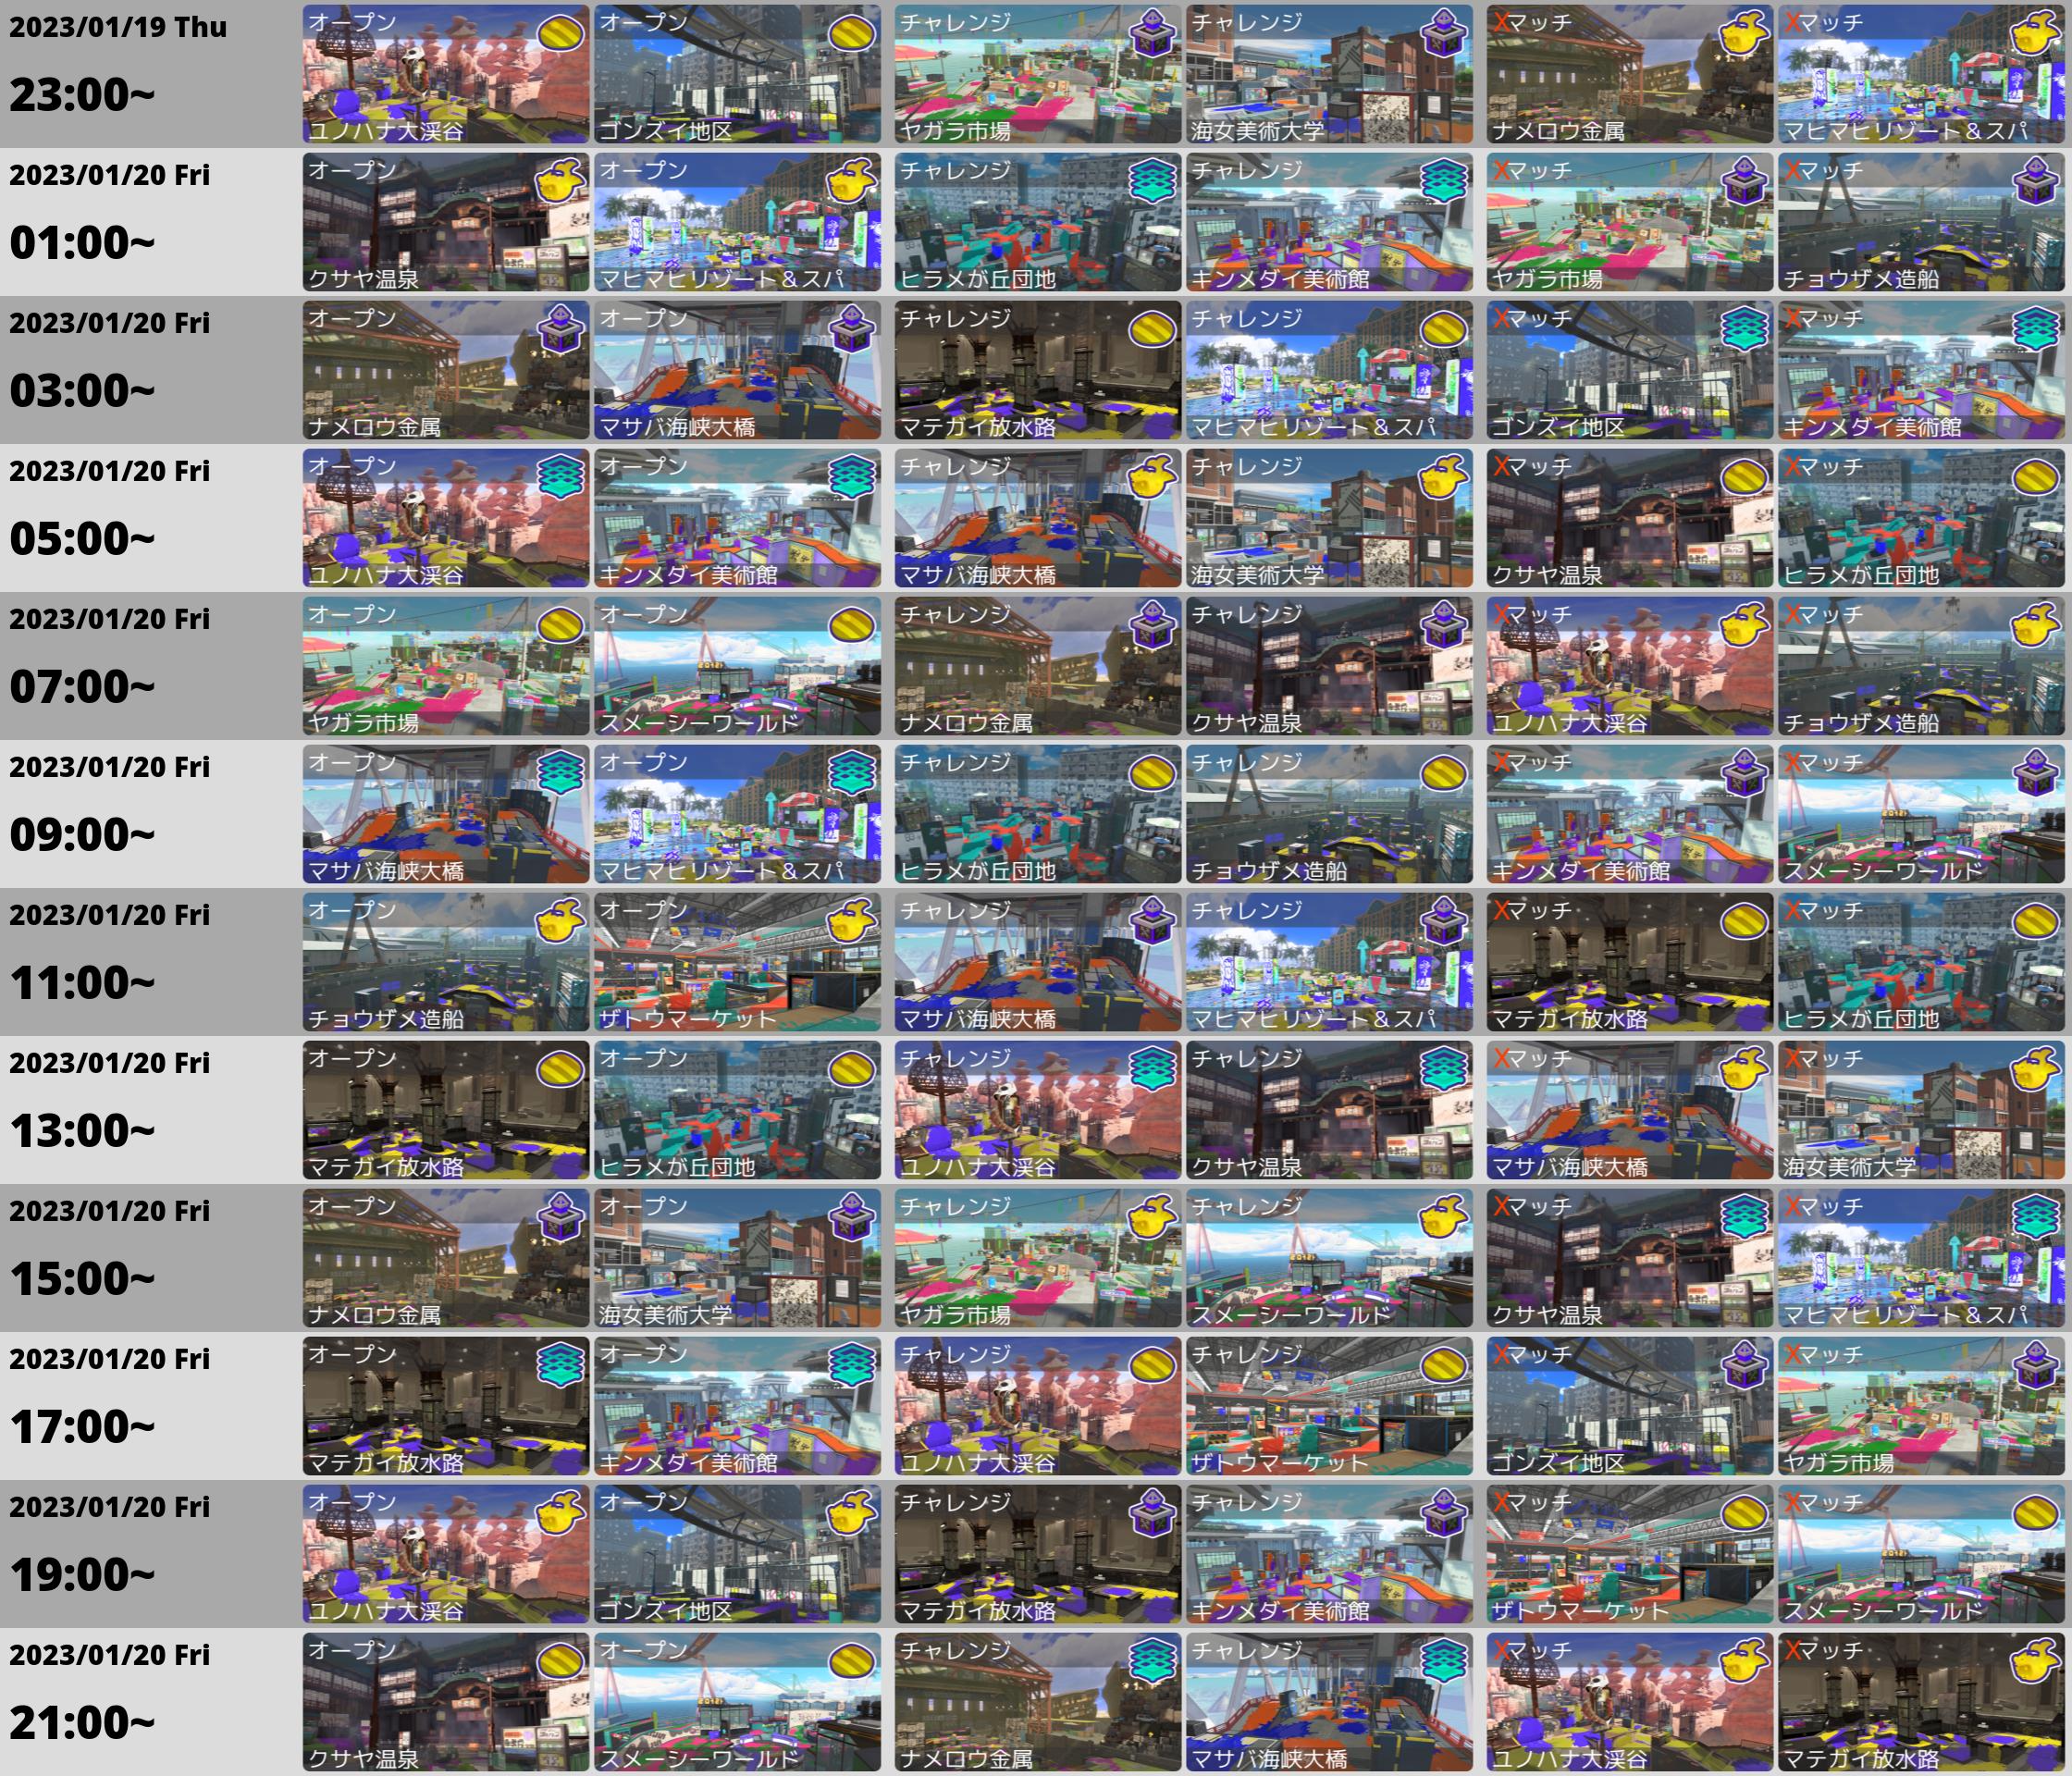 2023/01/19 Thu
23:00~
オープン オープン チャレンジ チャレンジ Xマッチ Xマッチ
ユノハナ大渓谷 ゴンズイ地区 ヤガラ市場 海女美術大学 ナメロウ金属 マヒマヒリゾート＆スパ
2023/01/20 Fri
01:00~
オープン オープン チャレンジ チャレンジ Xマッチ Xマッチ
クサヤ温泉 マヒマヒリゾート＆スパ ヒラメが丘団地 キンメダイ美術館 ヤガラ市場 チョウザメ造船
2023/01/20 Fri
03:00~
オープン オープン チャレンジ チャレンジ Xマッチ Xマッチ
ナメロウ金属 マサバ海峡大橋 マテガイ放水路 マヒマヒリゾート＆スパ ゴンズイ地区 キンメダイ美術館
2023/01/20 Fri
05:00~
オープン オープン チャレンジ チャレンジ Xマッチ Xマッチ
ユノハナ大渓谷 キンメダイ美術館 マサバ海峡大橋 海女美術大学 クサヤ温泉 ヒラメが丘団地
2023/01/20 Fri
07:00~
オープン オープン チャレンジ チャレンジ Xマッチ Xマッチ
ヤガラ市場 スメーシーワールド ナメロウ金属 クサヤ温泉 ユノハナ大渓谷 チョウザメ造船
2023/01/20 Fri
09:00~
オープン オープン チャレンジ チャレンジ Xマッチ Xマッチ
マサバ海峡大橋 マヒマヒリゾート＆スパ ヒラメが丘団地 チョウザメ造船 キンメダイ美術館 スメーシーワールド
2023/01/20 Fri
11:00~
オープン オープン チャレンジ チャレンジ Xマッチ Xマッチ
チョウザメ造船 ザトウマーケット マサバ海峡大橋 マヒマヒリゾート＆スパ マテガイ放水路 ヒラメが丘団地
2023/01/20 Fri
13:00~
オープン オープン チャレンジ チャレンジ Xマッチ Xマッチ
マテガイ放水路 ヒラメが丘団地 ユノハナ大渓谷 クサヤ温泉 マサバ海峡大橋 海女美術大学
2023/01/20 Fri
15:00~
オープン オープン チャレンジ チャレンジ Xマッチ Xマッチ
ナメロウ金属 海女美術大学 ヤガラ市場 スメーシーワールド クサヤ温泉 マヒマヒリゾート＆スパ
2023/01/20 Fri
17:00~
オープン オープン チャレンジ チャレンジ Xマッチ Xマッチ
マテガイ放水路 キンメダイ美術館 ユノハナ大渓谷 ザトウマーケット ゴンズイ地区 ヤガラ市場
2023/01/20 Fri
19:00~
オープン オープン チャレンジ チャレンジ Xマッチ Xマッチ
ユノハナ大渓谷 ゴンズイ地区 マテガイ放水路 キンメダイ美術館 ザトウマーケット スメーシーワールド
2023/01/20 Fri
21:00~
オープン オープン チャレンジ チャレンジ Xマッチ Xマッチ
クサヤ温泉 スメーシーワールド ナメロウ金属 マサバ海峡大橋 ユノハナ大渓谷 マテガイ放水路